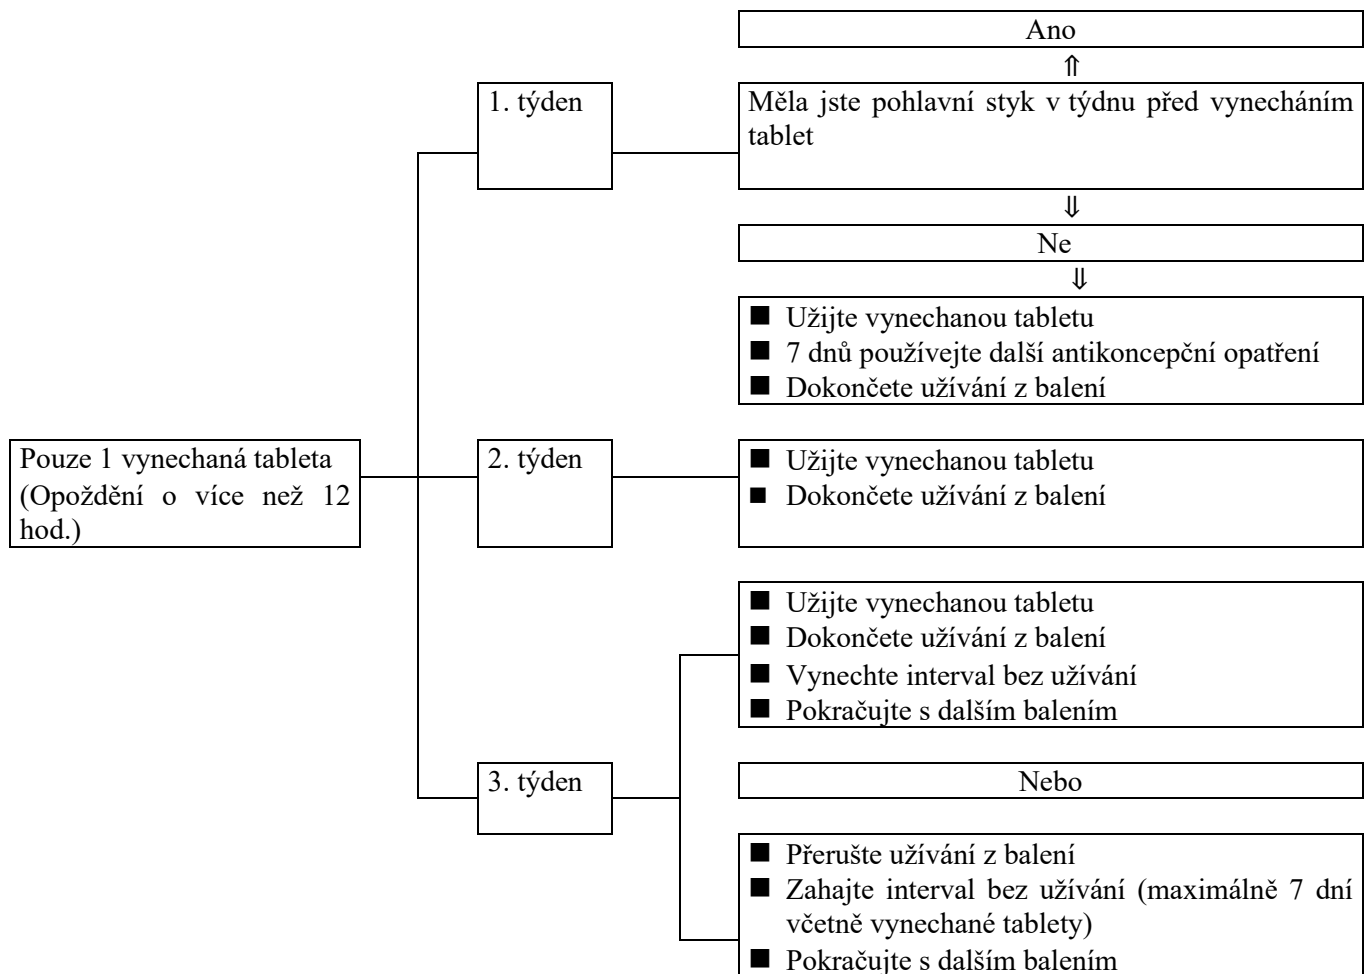 Ano
⇑
1. týden
Měla jste pohlavní styk v týdnu před vynecháním
tablet
⇓
Ne
⇓
■ Užijte vynechanou tabletu
■ 7 dnů používejte další antikoncepční opatření
■ Dokončete užívání z balení
Pouze 1 vynechaná tableta
(Opoždění o více než 12
hod.)
2. týden
■ Užijte vynechanou tabletu
■ Dokončete užívání z balení
■ Užijte vynechanou tabletu
■ Dokončete užívání z balení
■ Vynechte interval bez užívání
■ Pokračujte s dalším balením
3. týden
Nebo
■ Přerušte užívání z balení
■ Zahajte interval bez užívání (maximálně 7 dní
včetně vynechané tablety)
■ Pokračujte s dalším balením